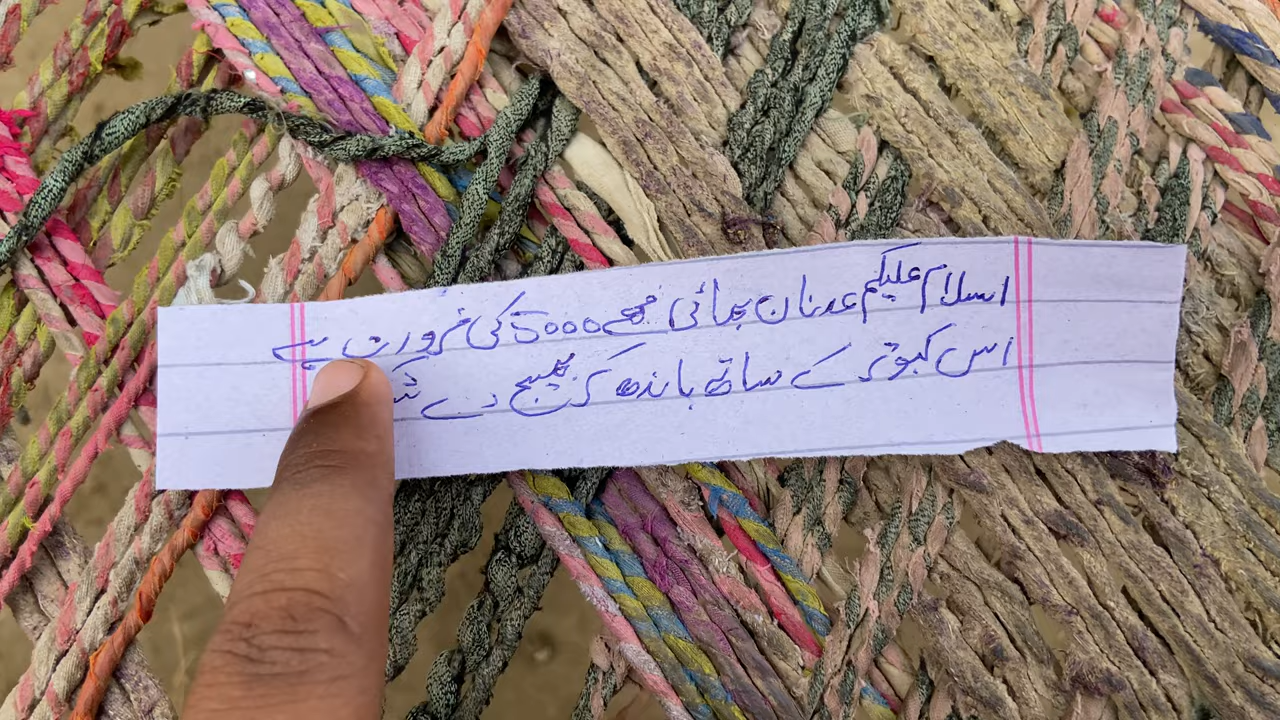 اسلام علیکم عدنان بھائی مجھے 5000 کی ضرورت ہے
اس کبوتر کے ساتھ باندھ کر بھیج دے